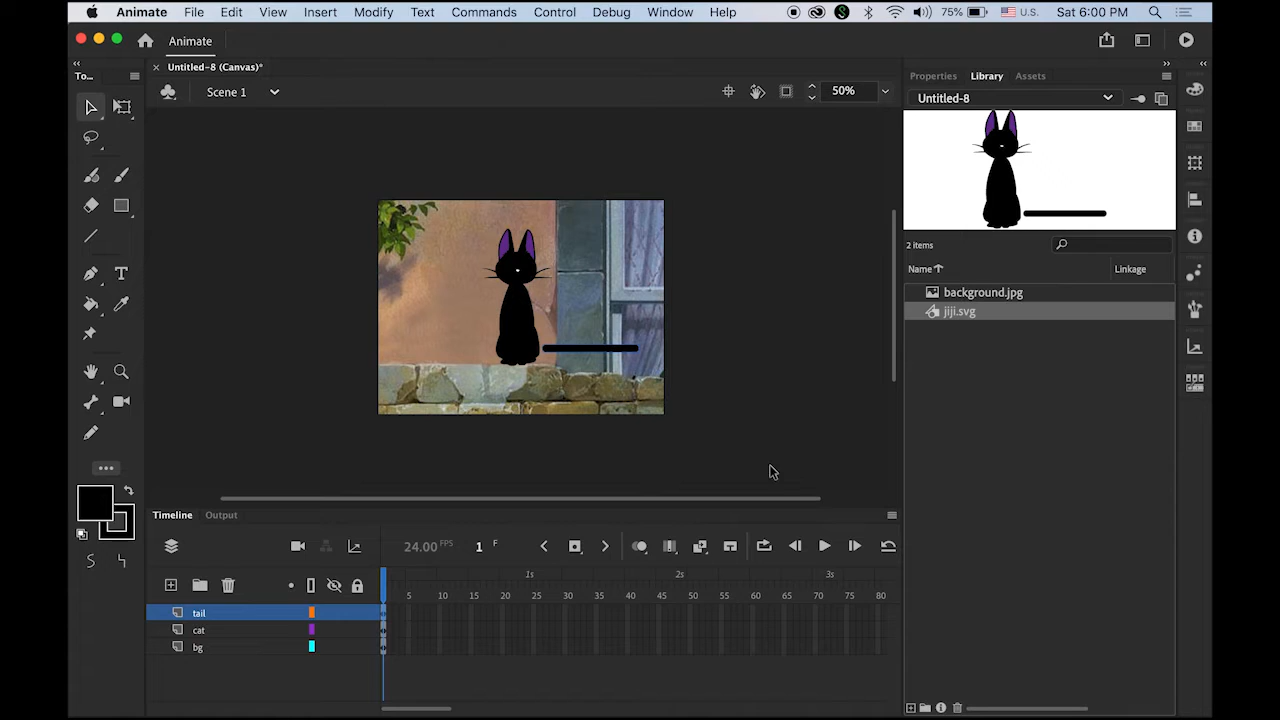 Animate File Edit View Insert Modify Text Commands Control Debug Window Help 75% U.S. Sat 6:00 PM
Animate
To... Untitled-8 (Canvas)*
Scene 1 50%
Properties Library Assets
Untitled-8
2 items
Name Linkage
background.jpg
jiji.svg
Timeline Output
24.00 FPS 1 F
1s 2s 3s
5 10 15 20 25 30 35 40 45 50 55 60 65 70 75 80
tail
cat
bg